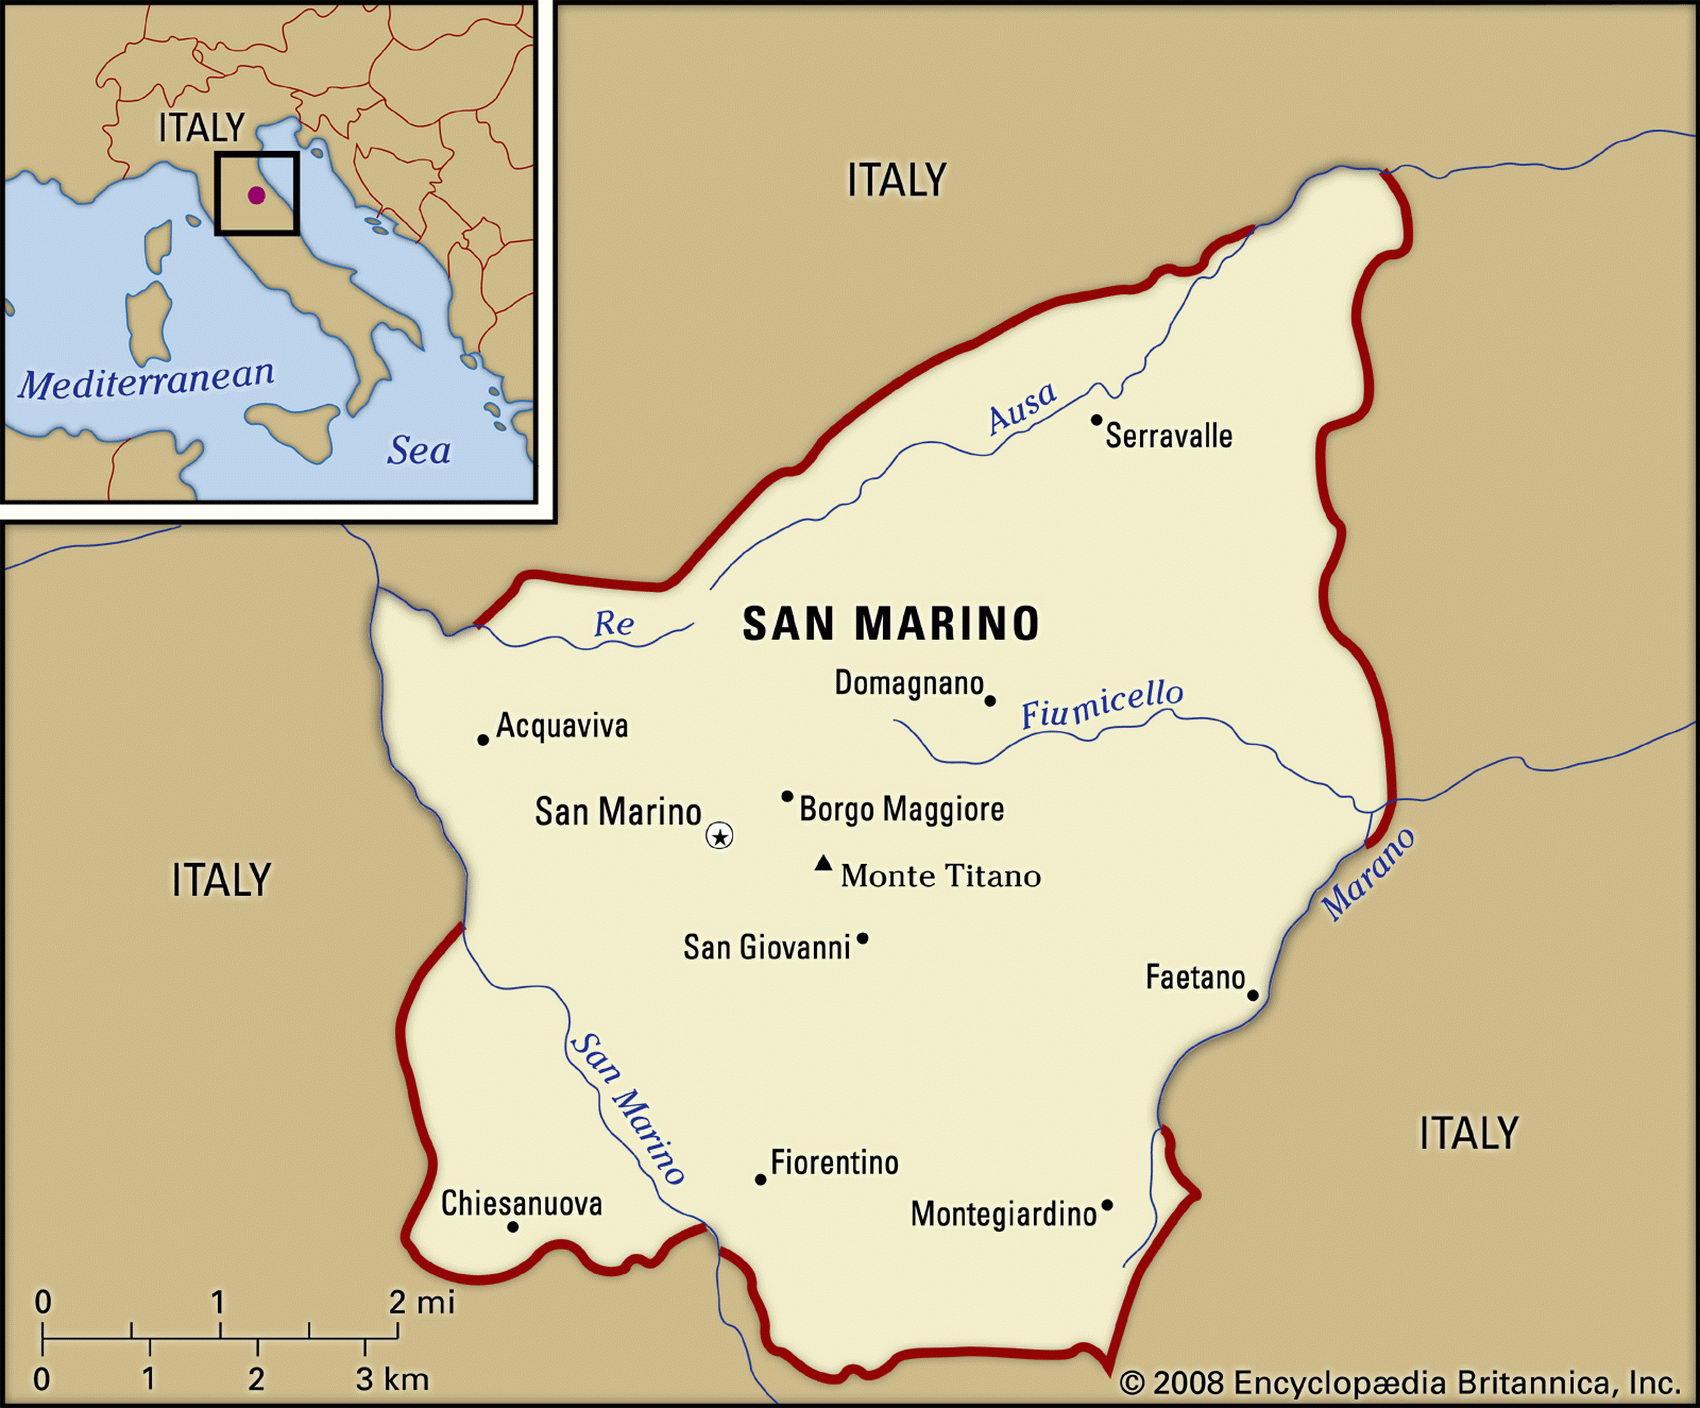 ITALY
Mediterranean
Sea
ITALY
Ausa
Serravalle
Re
SAN MARINO
Domagnano
Fiumicello
Acquaviva
San Marino
Borgo Maggiore
Monte Titano
ITALY
Marano
San Giovanni
Faetano
San Marino
ITALY
Fiorentino
Chiesanuova
Montegiardino
0 1 2 mi
0 1 2 3 km
© 2008 Encyclopædia Britannica, Inc.